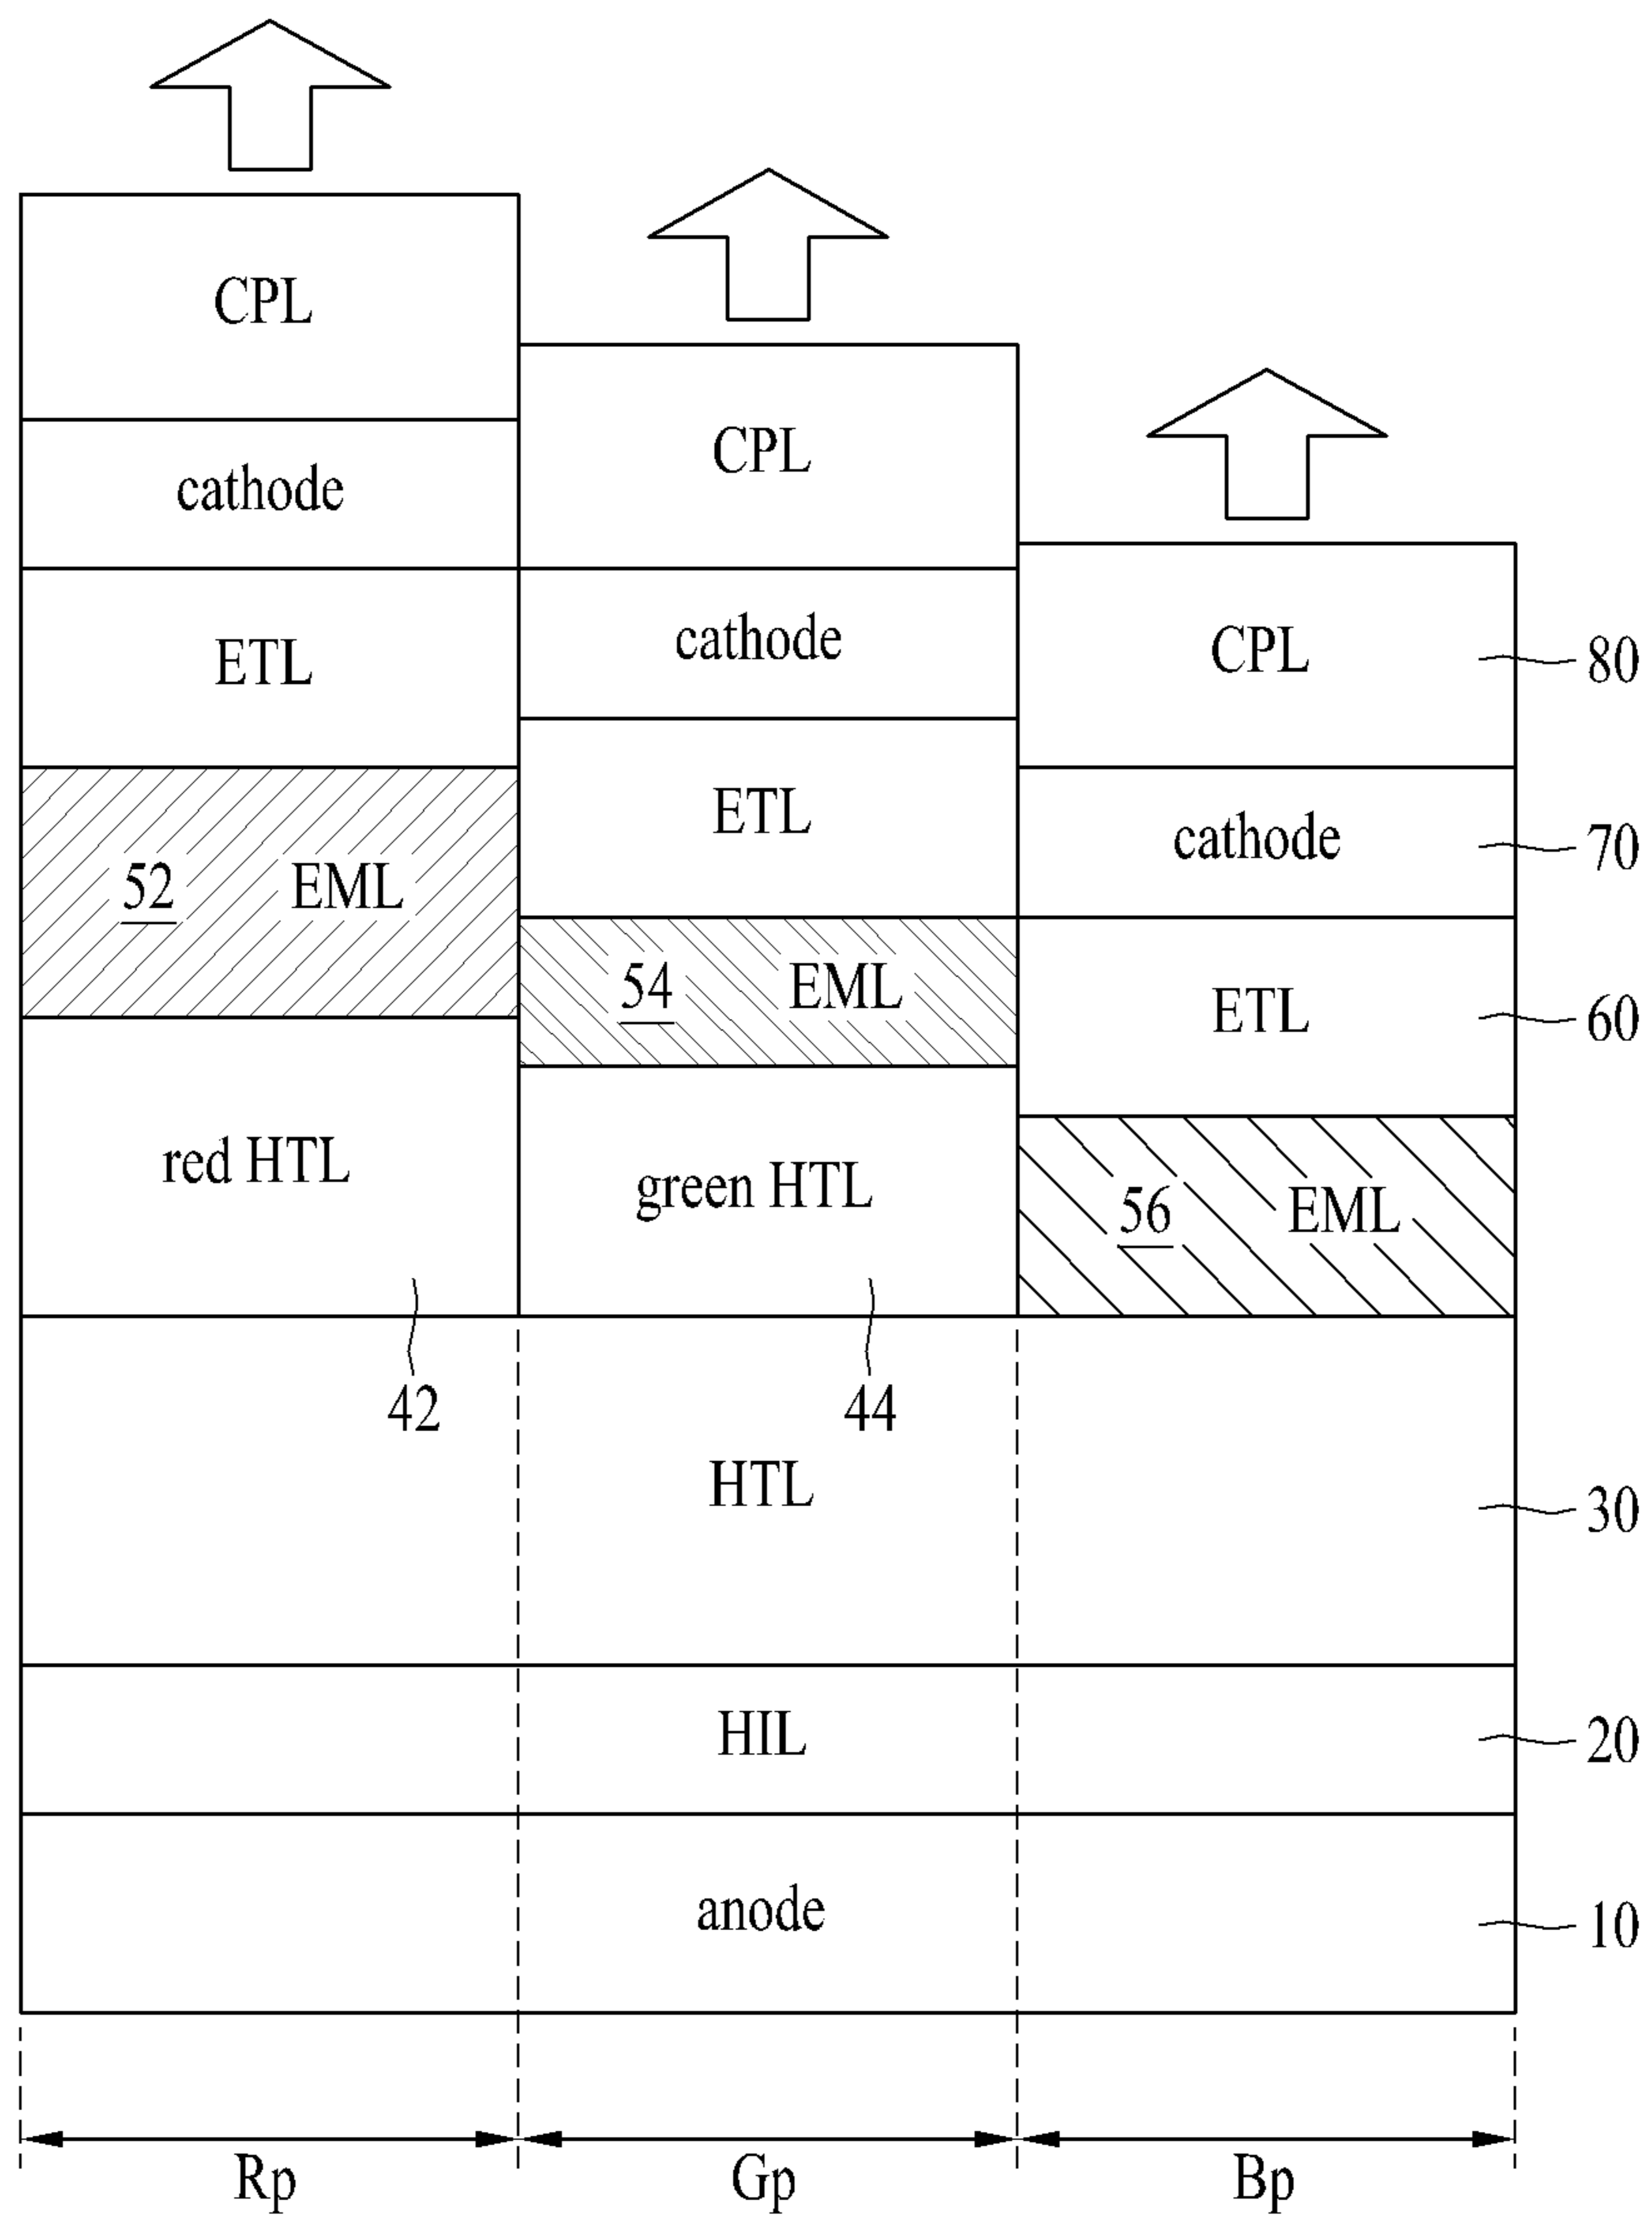 CPL
CPL
cathode
cathode
CPL
80
ETL
ETL
cathode
70
52 EML
54 EML
ETL
60
red HTL
green HTL
56 EML
42
44
HTL
30
HIL
20
anode
10
Rp
Gp
Bp